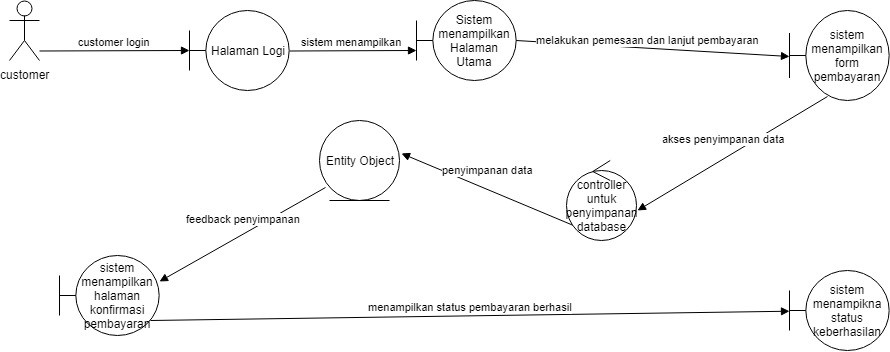 customer
customer login
Halaman Logi
sistem menampilkan
Sistem
menampilkan
Halaman
Utama
melakukan pemesaan dan lanjut pembayaran
sistem
menampilkan
form
pembayaran
akses penyimpanan data
controller
untuk
penyimpanan
database
penyimpanan data
Entity Object
feedback penyimpanan
sistem
menampilkan
halaman
konfirmasi
pembayaran
menampilkan status pembayaran berhasil
sistem
menampikna
status
keberhasilan